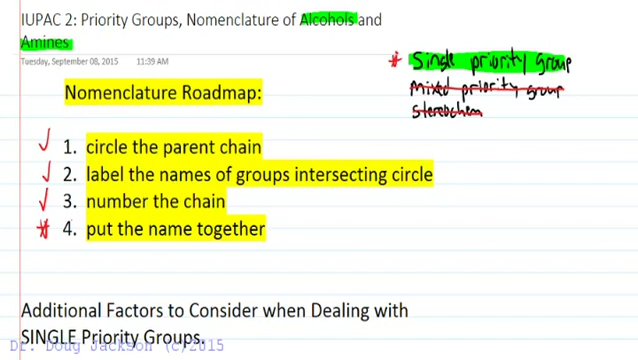 IUPAC 2: Priority Groups, Nomenclature of Alcohols and
Amines
Tuesday, September 08, 2015 11:39 AM
* Single priority group
Mixed priority group
Stereochem
Nomenclature Roadmap:
✓ 1. circle the parent chain
✓ 2. label the names of groups intersecting circle
✓ 3. number the chain
* 4. put the name together
Additional Factors to Consider when Dealing with
SINGLE Priority Groups.
Dr. Doug Jackson (c)2015